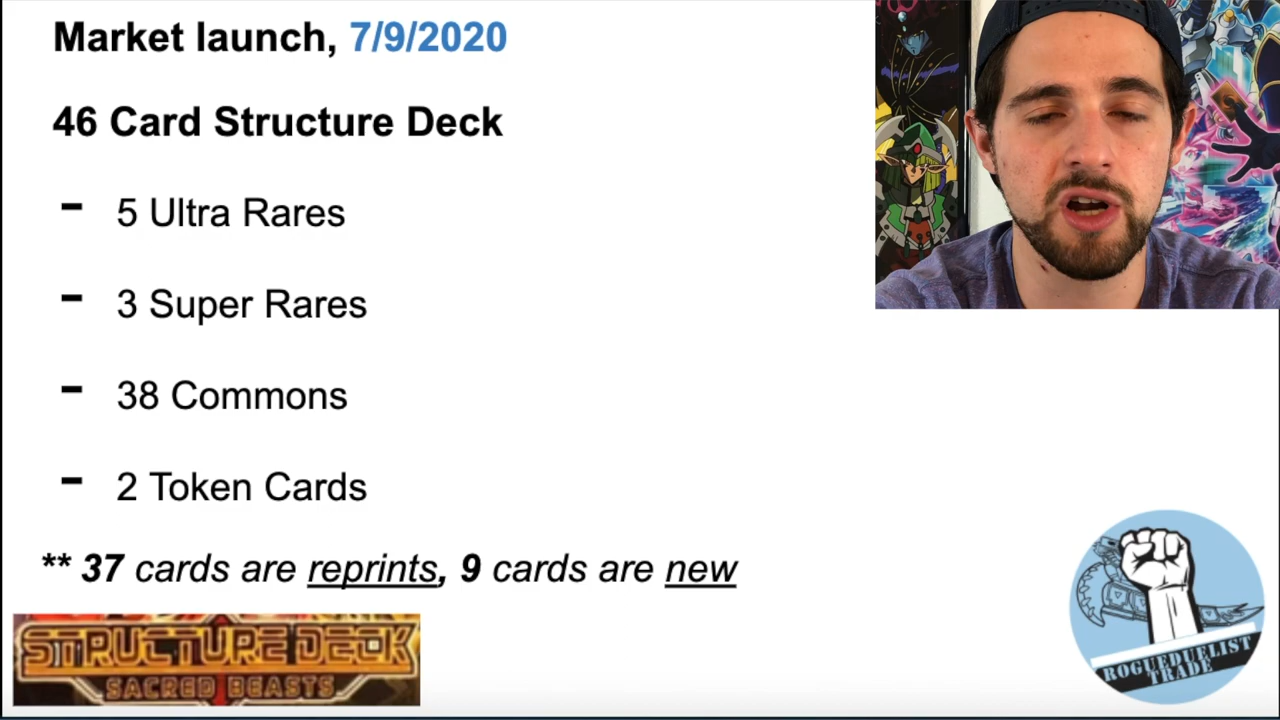 Market launch, 7/9/2020
46 Card Structure Deck
- 5 Ultra Rares
- 3 Super Rares
- 38 Commons
- 2 Token Cards
** 37 cards are reprints, 9 cards are new
STRUCTURE DECK
SACRED BEASTS
ROGUEDUELIST
TRADE